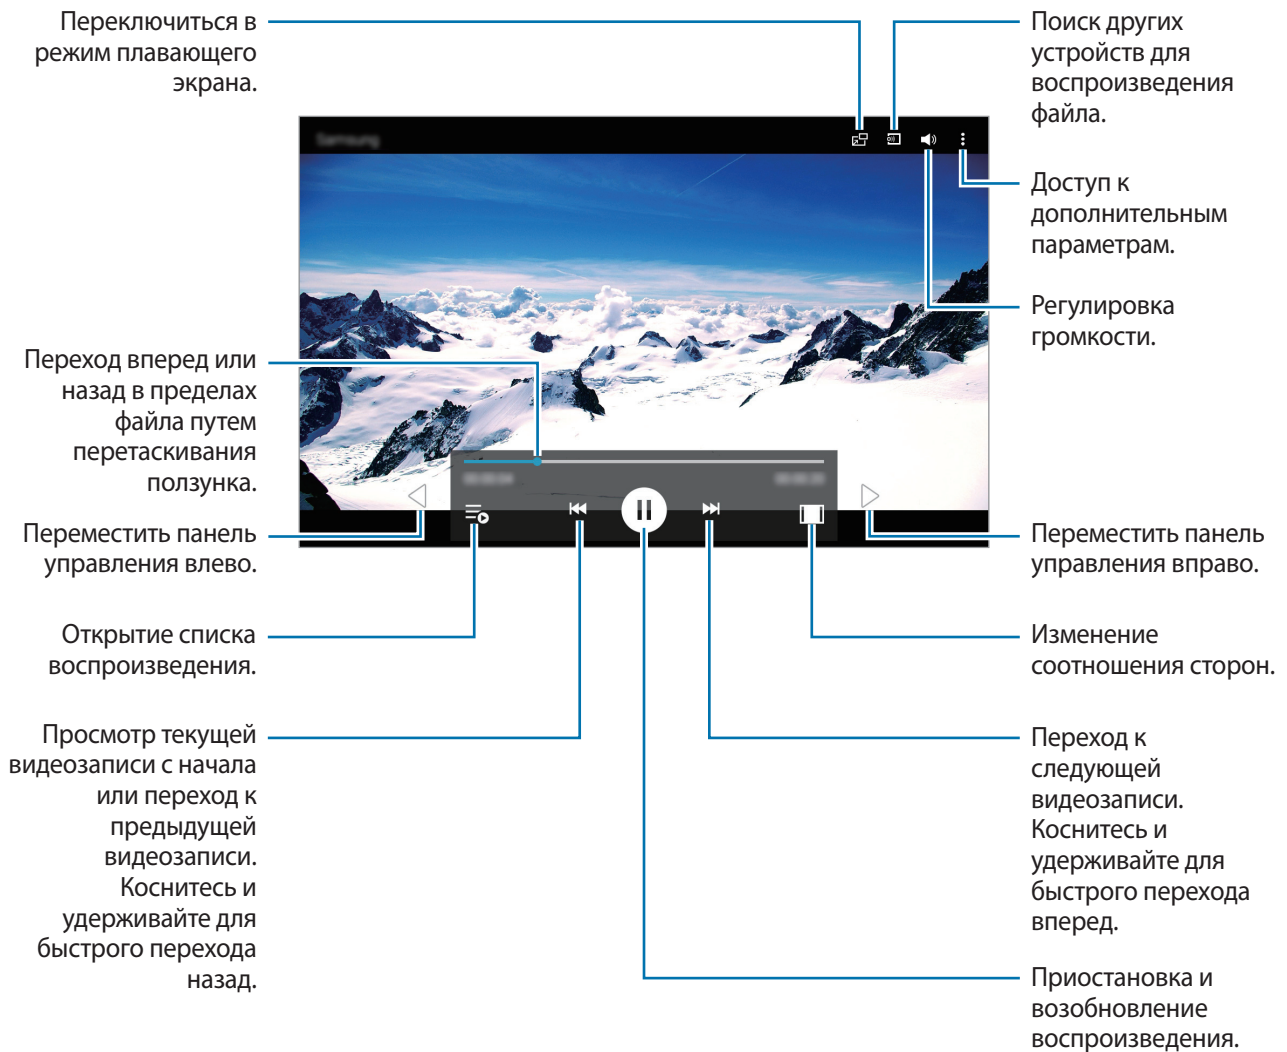 Переключиться в
режим плавающего
экрана.
Поиск других
устройств для
воспроизведения
файла.
Samsung
Доступ к
дополнительным
параметрам.
Регулировка
громкости.
Переход вперед или
назад в пределах
файла путем
перетаскивания
ползунка.
Переместить панель
управления влево.
Переместить панель
управления вправо.
Открытие списка
воспроизведения.
Изменение
соотношения сторон.
Просмотр текущей
видеозаписи с начала
или переход к
предыдущей
видеозаписи.
Коснитесь и
удерживайте для
быстрого перехода
назад.
Переход к
следующей
видеозаписи.
Коснитесь и
удерживайте для
быстрого перехода
вперед.
Приостановка и
возобновление
воспроизведения.